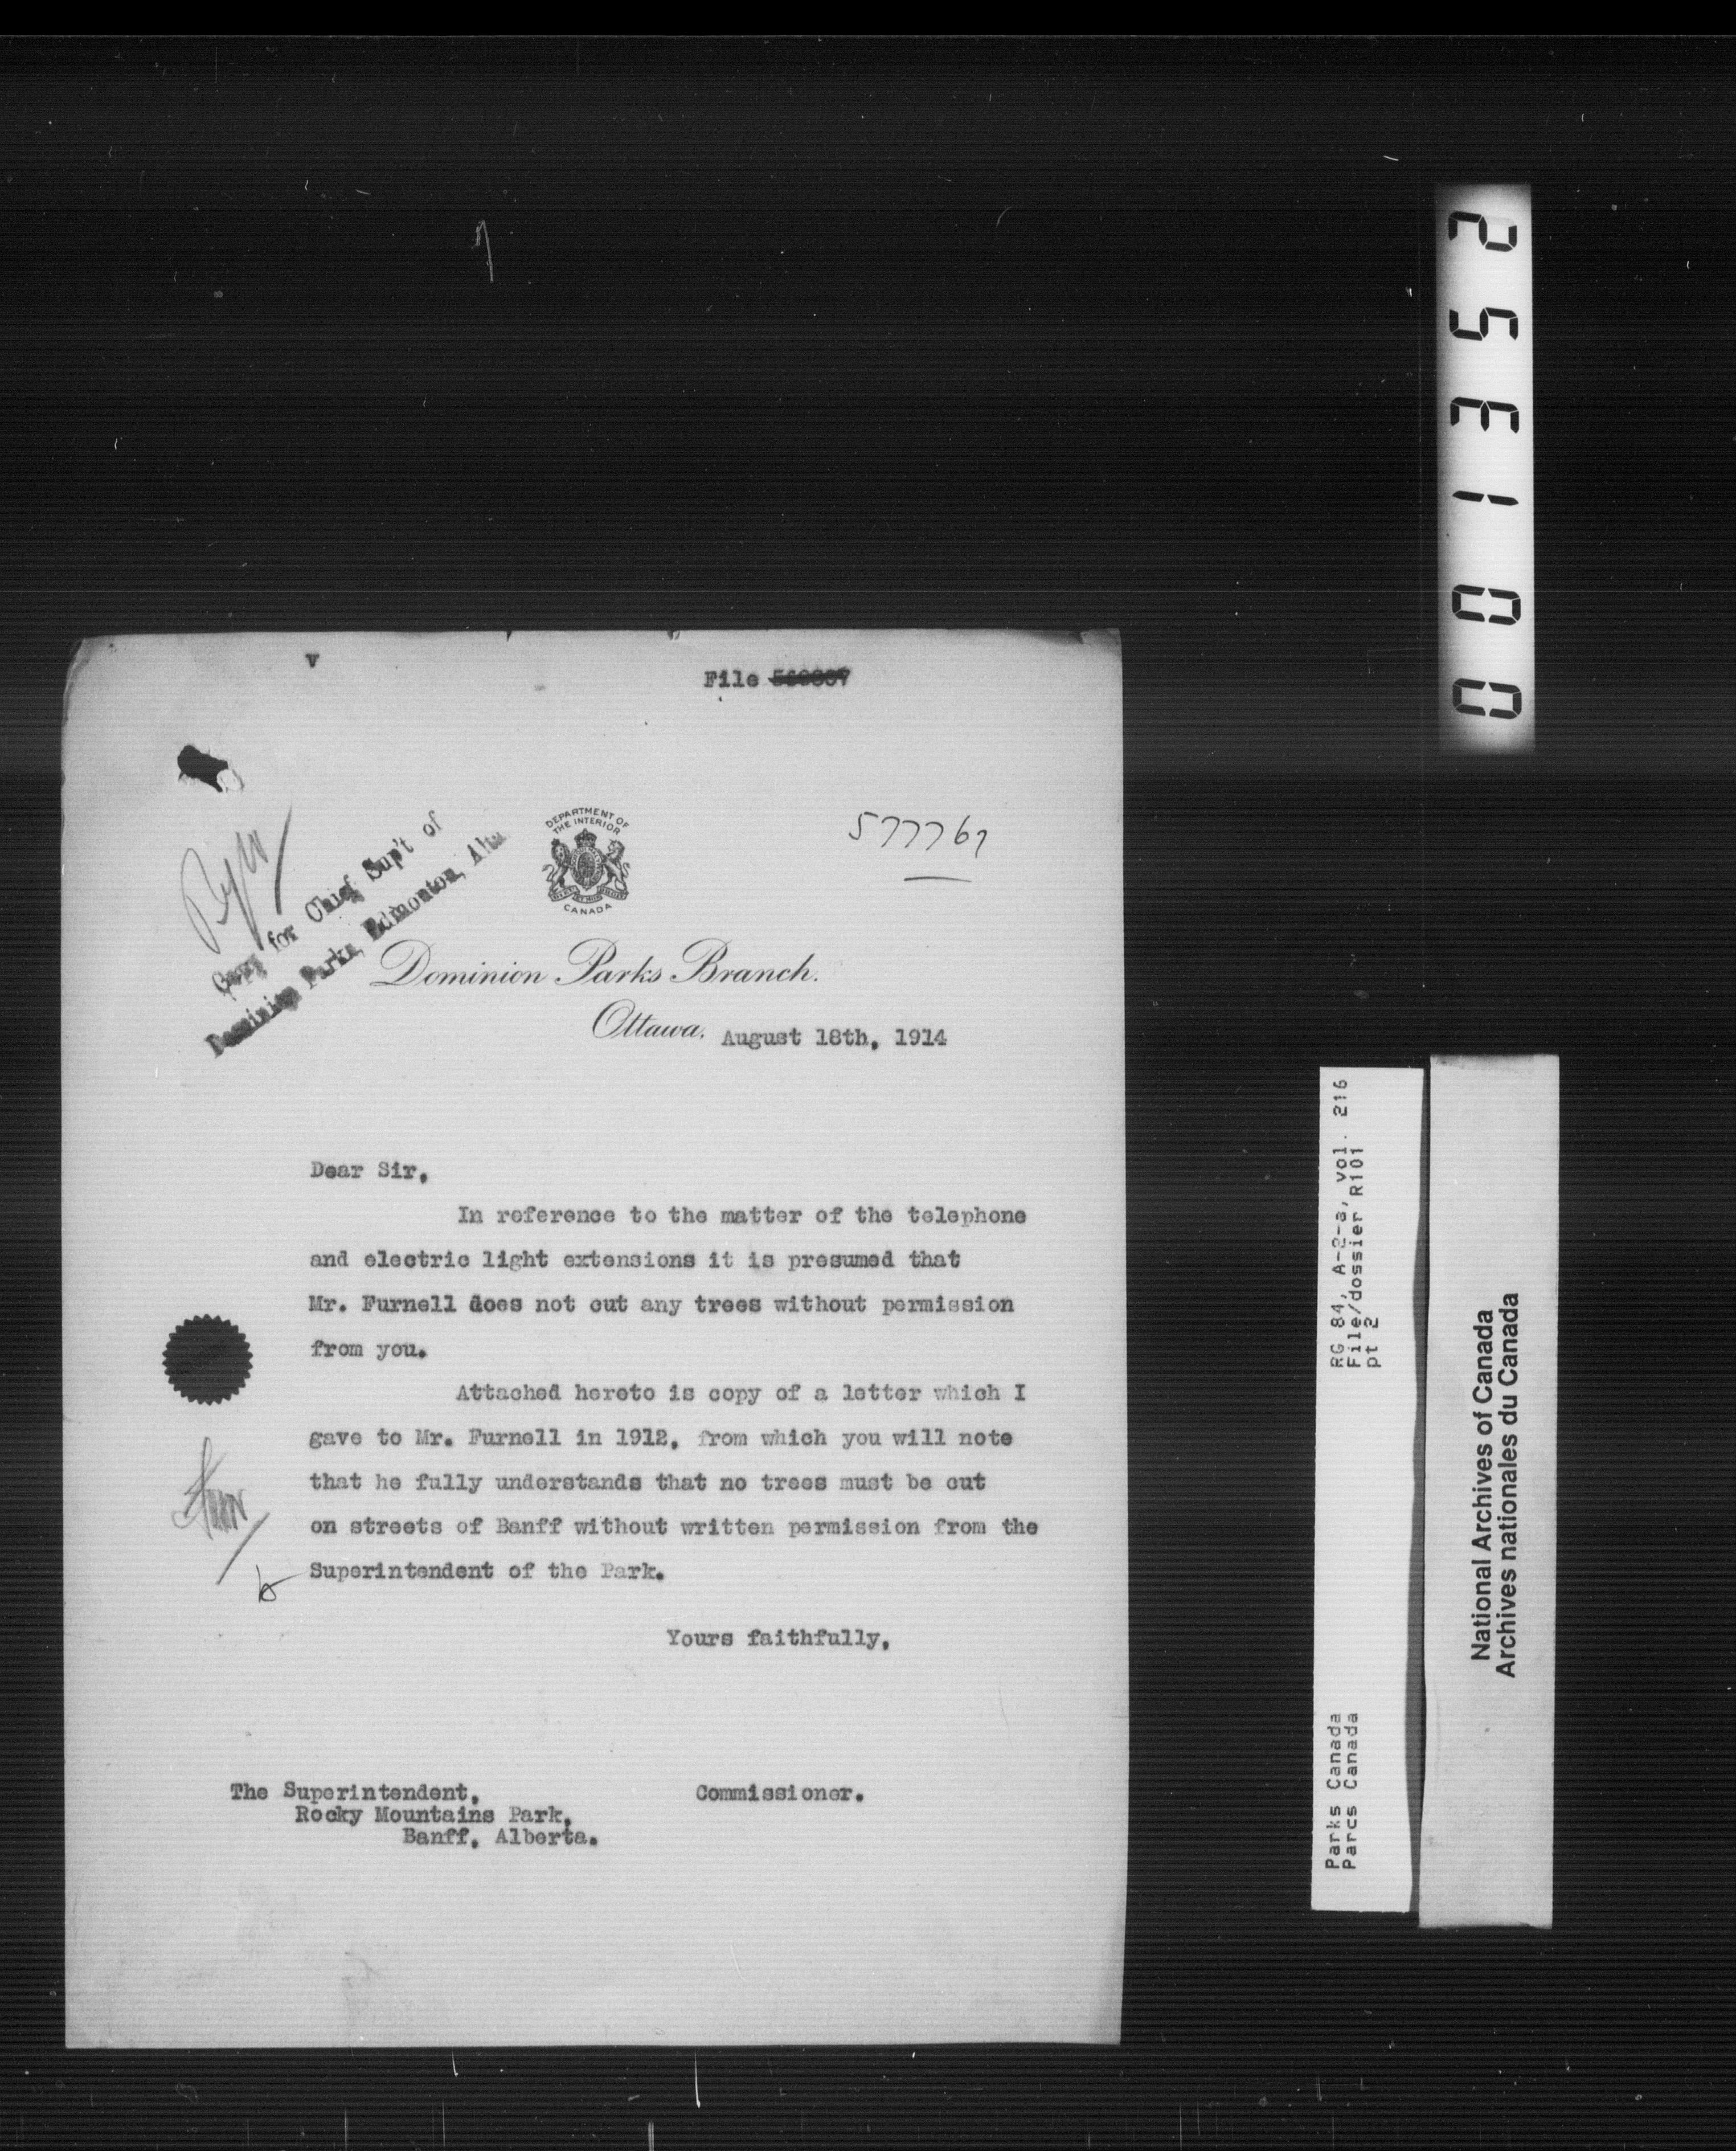 v
File
DEPARTMENT OF
THE INTERIOR
CANADA
577767
Copy for Chief Sup't of
Dominion Parks, Edmonton, Alta
Dominion Parks Branch.
Ottawa, August 18th, 1914
Dear Sir,
In reference to the matter of the telephone
and electric light extensions it is presumed that
Mr. Furnell does not cut any trees without permission
from you.
Attached hereto is copy of a letter which I
gave to Mr. Furnell in 1912, from which you will note
that he fully understands that no trees must be cut
on streets of Banff without written permission from the
Superintendent of the Park.
Yours faithfully,
Commissioner.
The Superintendent,
Rocky Mountains Park,
Banff, Alberta.
001352
RG 84, A-2-a, vol. 216
File/dossier R101
pt 2
Parks Canada
Parcs Canada
National Archives of Canada
Archives nationales du Canada